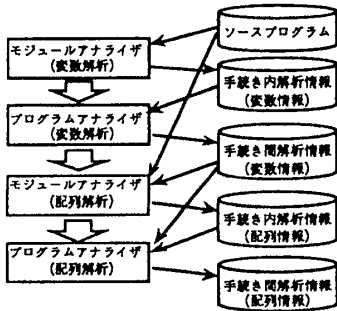 ソースプログラム
モジュールアナライザ
(変数解析)
手続き内解析情報
(変数情報)
プログラムアナライザ
(変数解析)
手続き間解析情報
(変数情報)
モジュールアナライザ
(配列解析)
手続き内解析情報
(配列情報)
プログラムアナライザ
(配列解析)
手続き間解析情報
(配列情報)